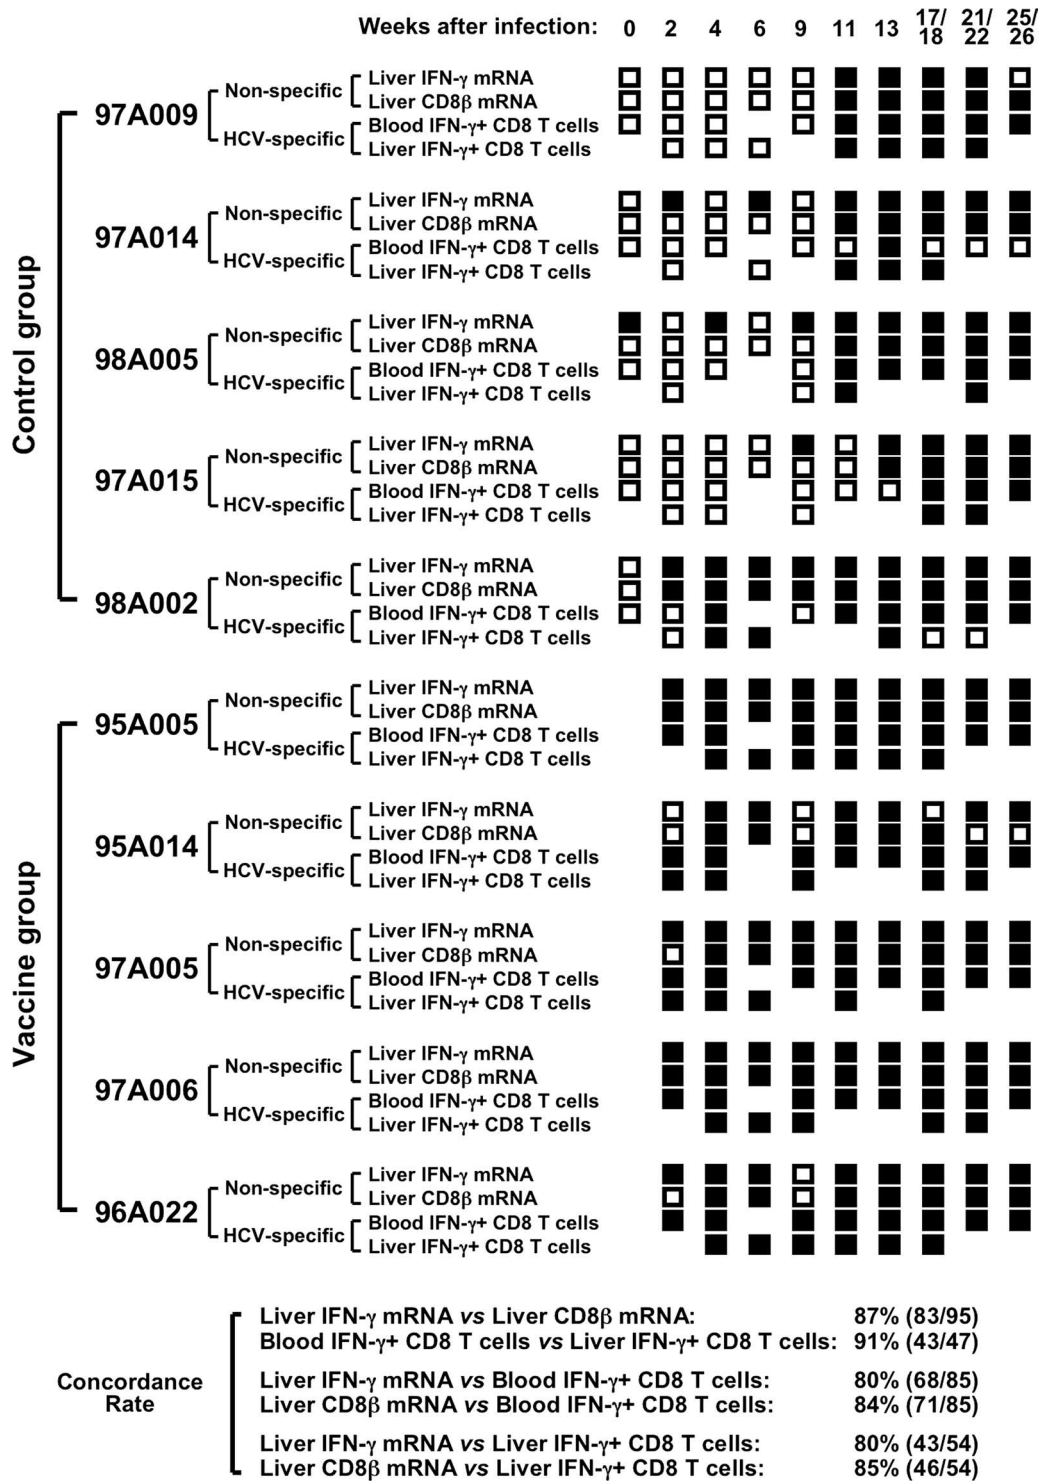 Weeks after infection: 0 2 4 6 9 11 13 17/18 21/22 25/26
Control group
97A009
Non-specific
Liver IFN-γ mRNA
Liver CD8β mRNA
HCV-specific
Blood IFN-γ+ CD8 T cells
Liver IFN-γ+ CD8 T cells
97A014
Non-specific
Liver IFN-γ mRNA
Liver CD8β mRNA
HCV-specific
Blood IFN-γ+ CD8 T cells
Liver IFN-γ+ CD8 T cells
98A005
Non-specific
Liver IFN-γ mRNA
Liver CD8β mRNA
HCV-specific
Blood IFN-γ+ CD8 T cells
Liver IFN-γ+ CD8 T cells
97A015
Non-specific
Liver IFN-γ mRNA
Liver CD8β mRNA
HCV-specific
Blood IFN-γ+ CD8 T cells
Liver IFN-γ+ CD8 T cells
98A002
Non-specific
Liver IFN-γ mRNA
Liver CD8β mRNA
HCV-specific
Blood IFN-γ+ CD8 T cells
Liver IFN-γ+ CD8 T cells
Vaccine group
95A005
Non-specific
Liver IFN-γ mRNA
Liver CD8β mRNA
HCV-specific
Blood IFN-γ+ CD8 T cells
Liver IFN-γ+ CD8 T cells
95A014
Non-specific
Liver IFN-γ mRNA
Liver CD8β mRNA
HCV-specific
Blood IFN-γ+ CD8 T cells
Liver IFN-γ+ CD8 T cells
97A005
Non-specific
Liver IFN-γ mRNA
Liver CD8β mRNA
HCV-specific
Blood IFN-γ+ CD8 T cells
Liver IFN-γ+ CD8 T cells
97A006
Non-specific
Liver IFN-γ mRNA
Liver CD8β mRNA
HCV-specific
Blood IFN-γ+ CD8 T cells
Liver IFN-γ+ CD8 T cells
96A022
Non-specific
Liver IFN-γ mRNA
Liver CD8β mRNA
HCV-specific
Blood IFN-γ+ CD8 T cells
Liver IFN-γ+ CD8 T cells
Concordance
Rate
Liver IFN-γ mRNA vs Liver CD8β mRNA: 87% (83/95)
Blood IFN-γ+ CD8 T cells vs Liver IFN-γ+ CD8 T cells: 91% (43/47)
Liver IFN-γ mRNA vs Blood IFN-γ+ CD8 T cells: 80% (68/85)
Liver CD8β mRNA vs Blood IFN-γ+ CD8 T cells: 84% (71/85)
Liver IFN-γ mRNA vs Liver IFN-γ+ CD8 T cells: 80% (43/54)
Liver CD8β mRNA vs Liver IFN-γ+ CD8 T cells: 85% (46/54)